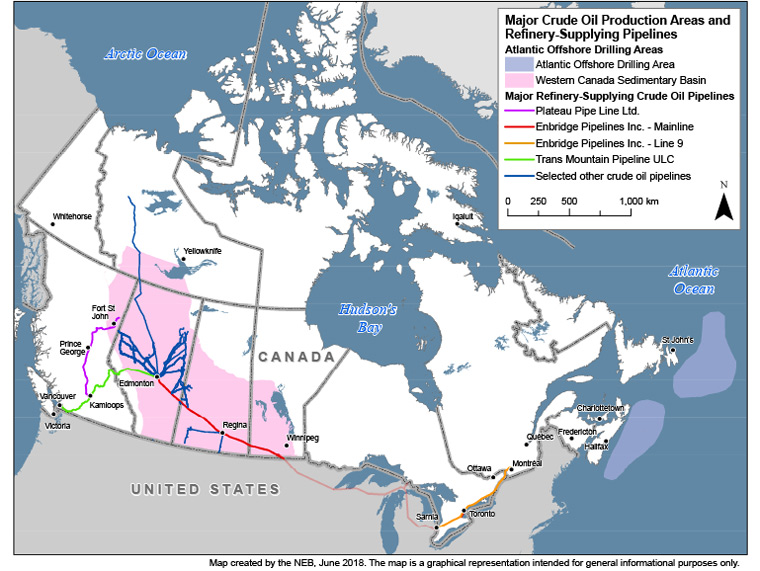 Major Crude Oil Production Areas and
Refinery-Supplying Pipelines
Atlantic Offshore Drilling Areas
Atlantic Offshore Drilling Area
Western Canada Sedimentary Basin
Major Refinery-Supplying Crude Oil Pipelines
Plateau Pipe Line Ltd.
Enbridge Pipelines Inc. - Mainline
Enbridge Pipelines Inc. - Line 9
Trans Mountain Pipeline ULC
Selected other crude oil pipelines
N
0 250 500 1,000 km
Arctic Ocean
Whitehorse
Iqaluit
Yellowknife
Atlantic
Ocean
Fort St
John
Hudson's
Bay
Prince
George
St John's
CANADA
Edmonton
Vancouver
Kamloops
Victoria
Charlottetown
Regina
Winnipeg
Fredericton
Québec
Halifax
Ottawa
Montréal
UNITED STATES
Sarnia
Toronto
Map created by the NEB, June 2018. The map is a graphical representation intended for general informational purposes only.